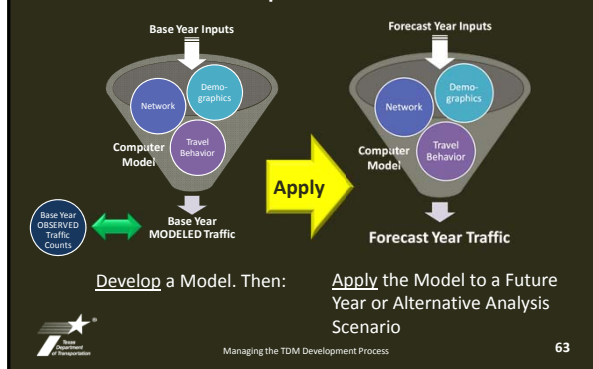 Base Year Inputs
Network
Demo-
graphics
Travel
Behavior
Computer
Model
Base Year
OBSERVED
Traffic
Counts
Base Year
MODELED Traffic
Apply
Forecast Year Inputs
Network
Demo-
graphics
Travel
Behavior
Computer
Model
Forecast Year Traffic
Develop a Model. Then:
Apply the Model to a Future
Year or Alternative Analysis
Scenario
Texas
Department
of Transportation
Managing the TDM Development Process
63